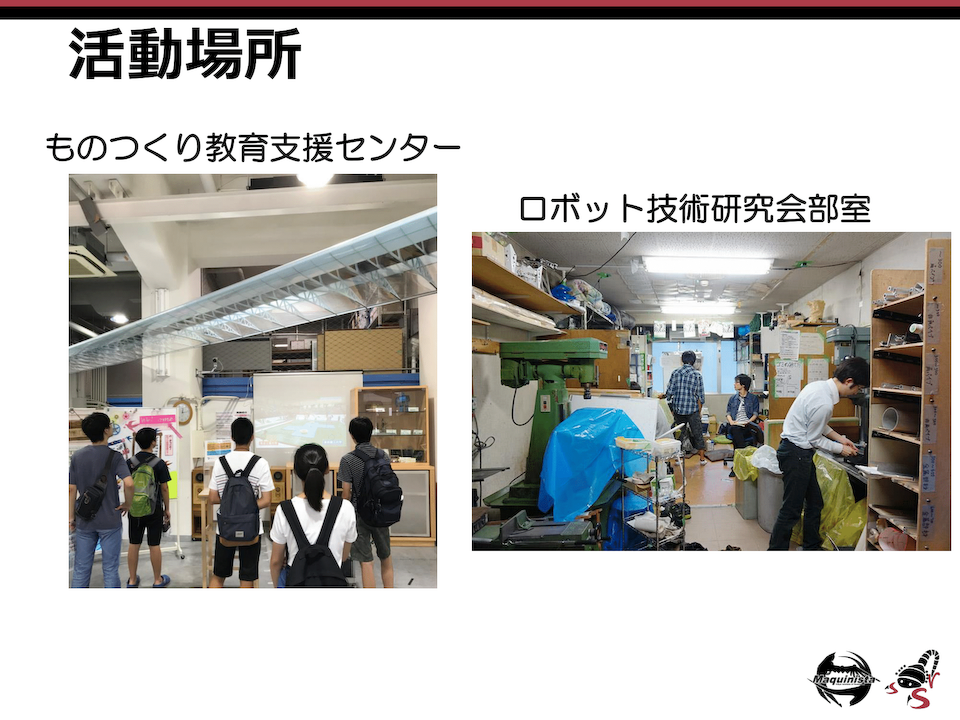 活動場所
ものつくり教育支援センター
ロボット技術研究会部室
Maquinista